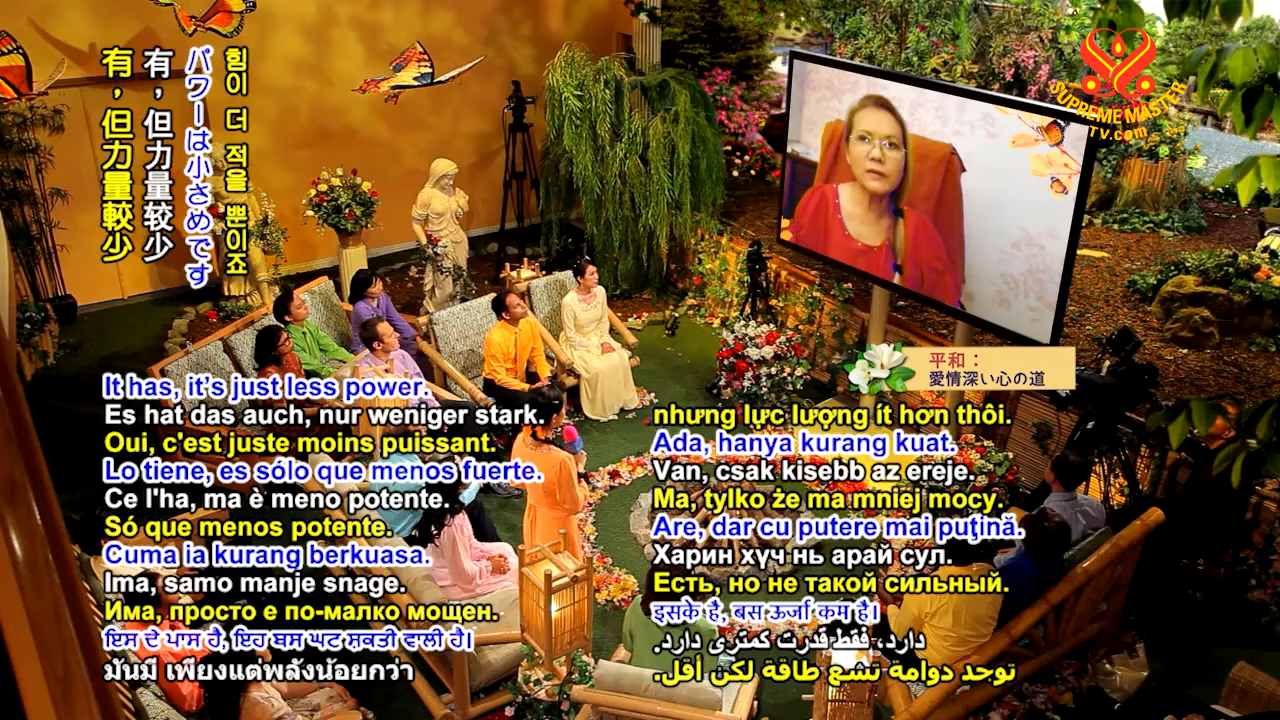 有，但力量較少
有，但力量较少
パワーは小さめです
힘이 더 적을 뿐이죠
SUPREME MASTER
TV.com
平和：
愛情深い心の道
It has, it's just less power.
Es hat das auch, nur weniger stark.
Oui, c'est juste moins puissant.
Lo tiene, es sólo que menos fuerte.
Ce l'ha, ma è meno potente.
Só que menos potente.
Cuma ia kurang berkuasa.
Ima, samo manje snage.
Има, просто е по-малко мощен.
ਇਸ ਦੇ ਪਾਸ ਹੈ, ਇਹ ਬਸ ਘਟ ਸ਼ਕਤੀ ਵਾਲੀ ਹੈ।
มันมี เพียงแต่พลังน้อยกว่า
nhưng lực lượng ít hơn thôi.
Ada, hanya kurang kuat.
Van, csak kisebb az ereje.
Ma, tylko że ma mniej mocy.
Are, dar cu putere mai puţină.
Харин хүч нь арай сул.
Есть, но не такой сильный.
इसके है, बस ऊर्जा कम है।
دارد، فقط قدرت کمتری دارد.
توجد دوامة تشع طاقة لكن أقل.